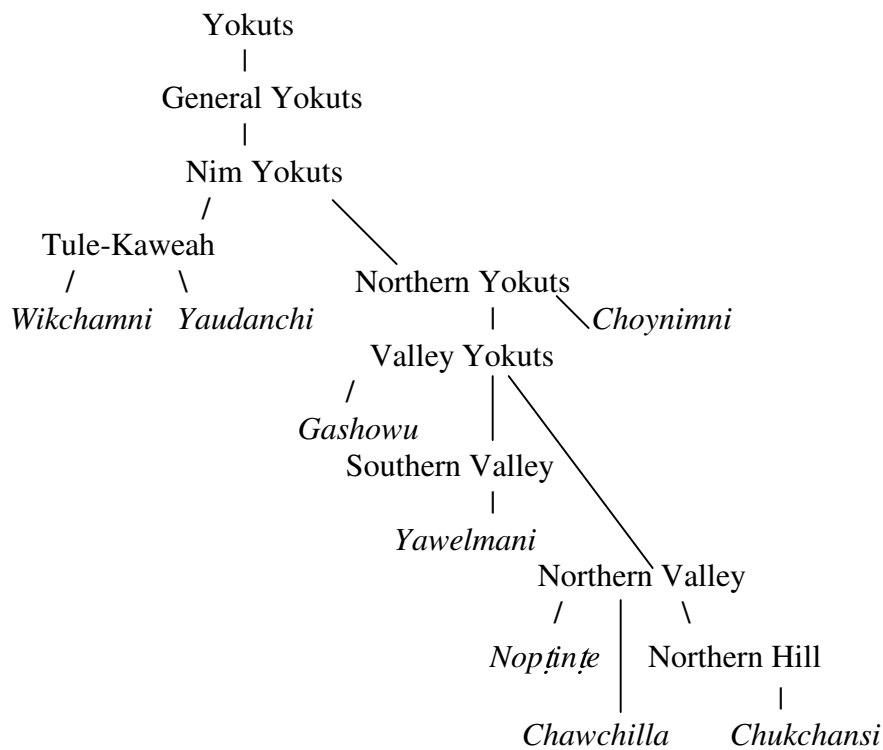 Yokuts
General Yokuts
Nim Yokuts
Tule-Kaweah
Northern Yokuts
Wikchamni Yaudanchi Choynimni
Valley Yokuts
Gashowu
Southern Valley
Yawelmani
Northern Valley
Nopṭinṭe Northern Hill
Chawchilla Chukchansi